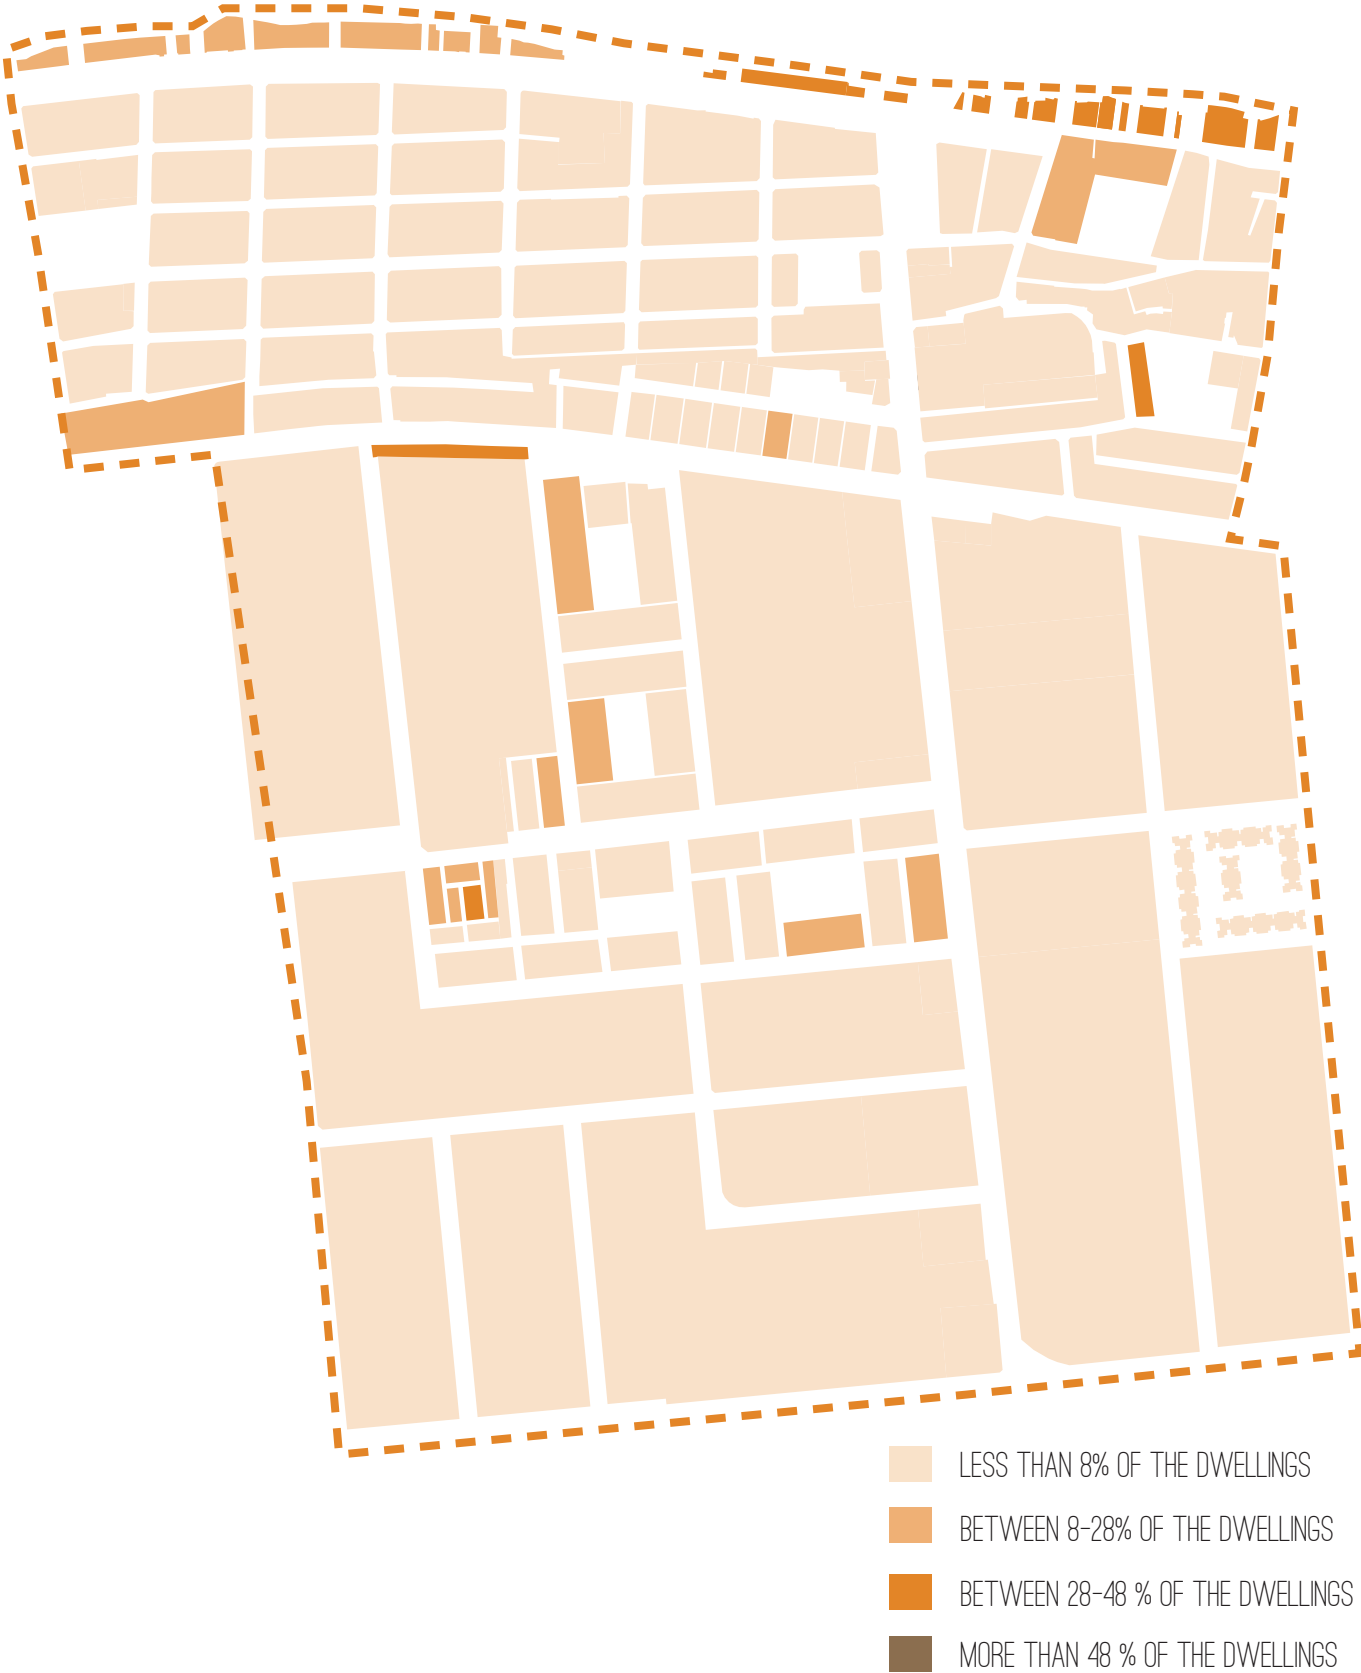 LESS THAN 8% OF THE DWELLINGS
BETWEEN 8-28% OF THE DWELLINGS
BETWEEN 28-48 % OF THE DWELLINGS
MORE THAN 48 % OF THE DWELLINGS